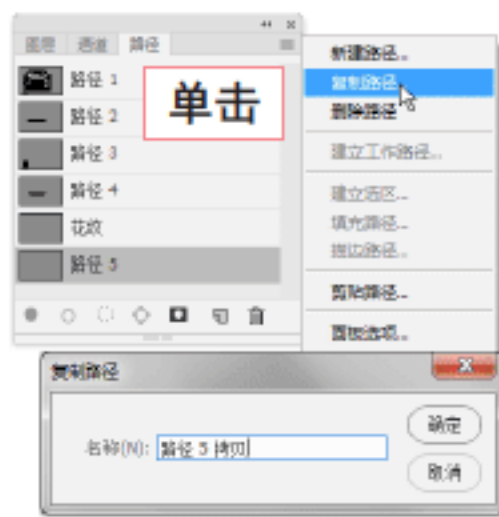 图层 通道 路径
路径 1
路径 2
路径 3
路径 4
花纹
路径 5
单击
新建路径...
复制路径...
删除路径
建立工作路径...
建立选区...
填充路径...
描边路径...
剪贴路径...
面板选项...
复制路径
名称(N): 路径 5 拷贝
确定
取消